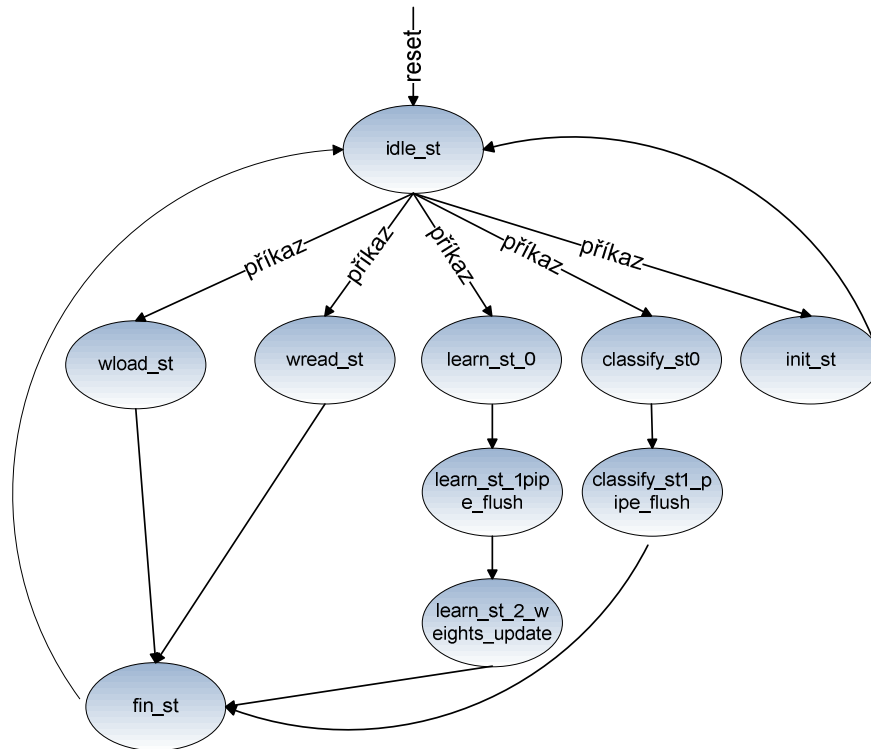 reset
idle_st
příkaz
příkaz
příkaz
příkaz
příkaz
wload_st
wread_st
learn_st_0
classify_st0
init_st
learn_st_1pip
e_flush
classify_st1_p
ipe_flush
learn_st_2_w
eights_update
fin_st